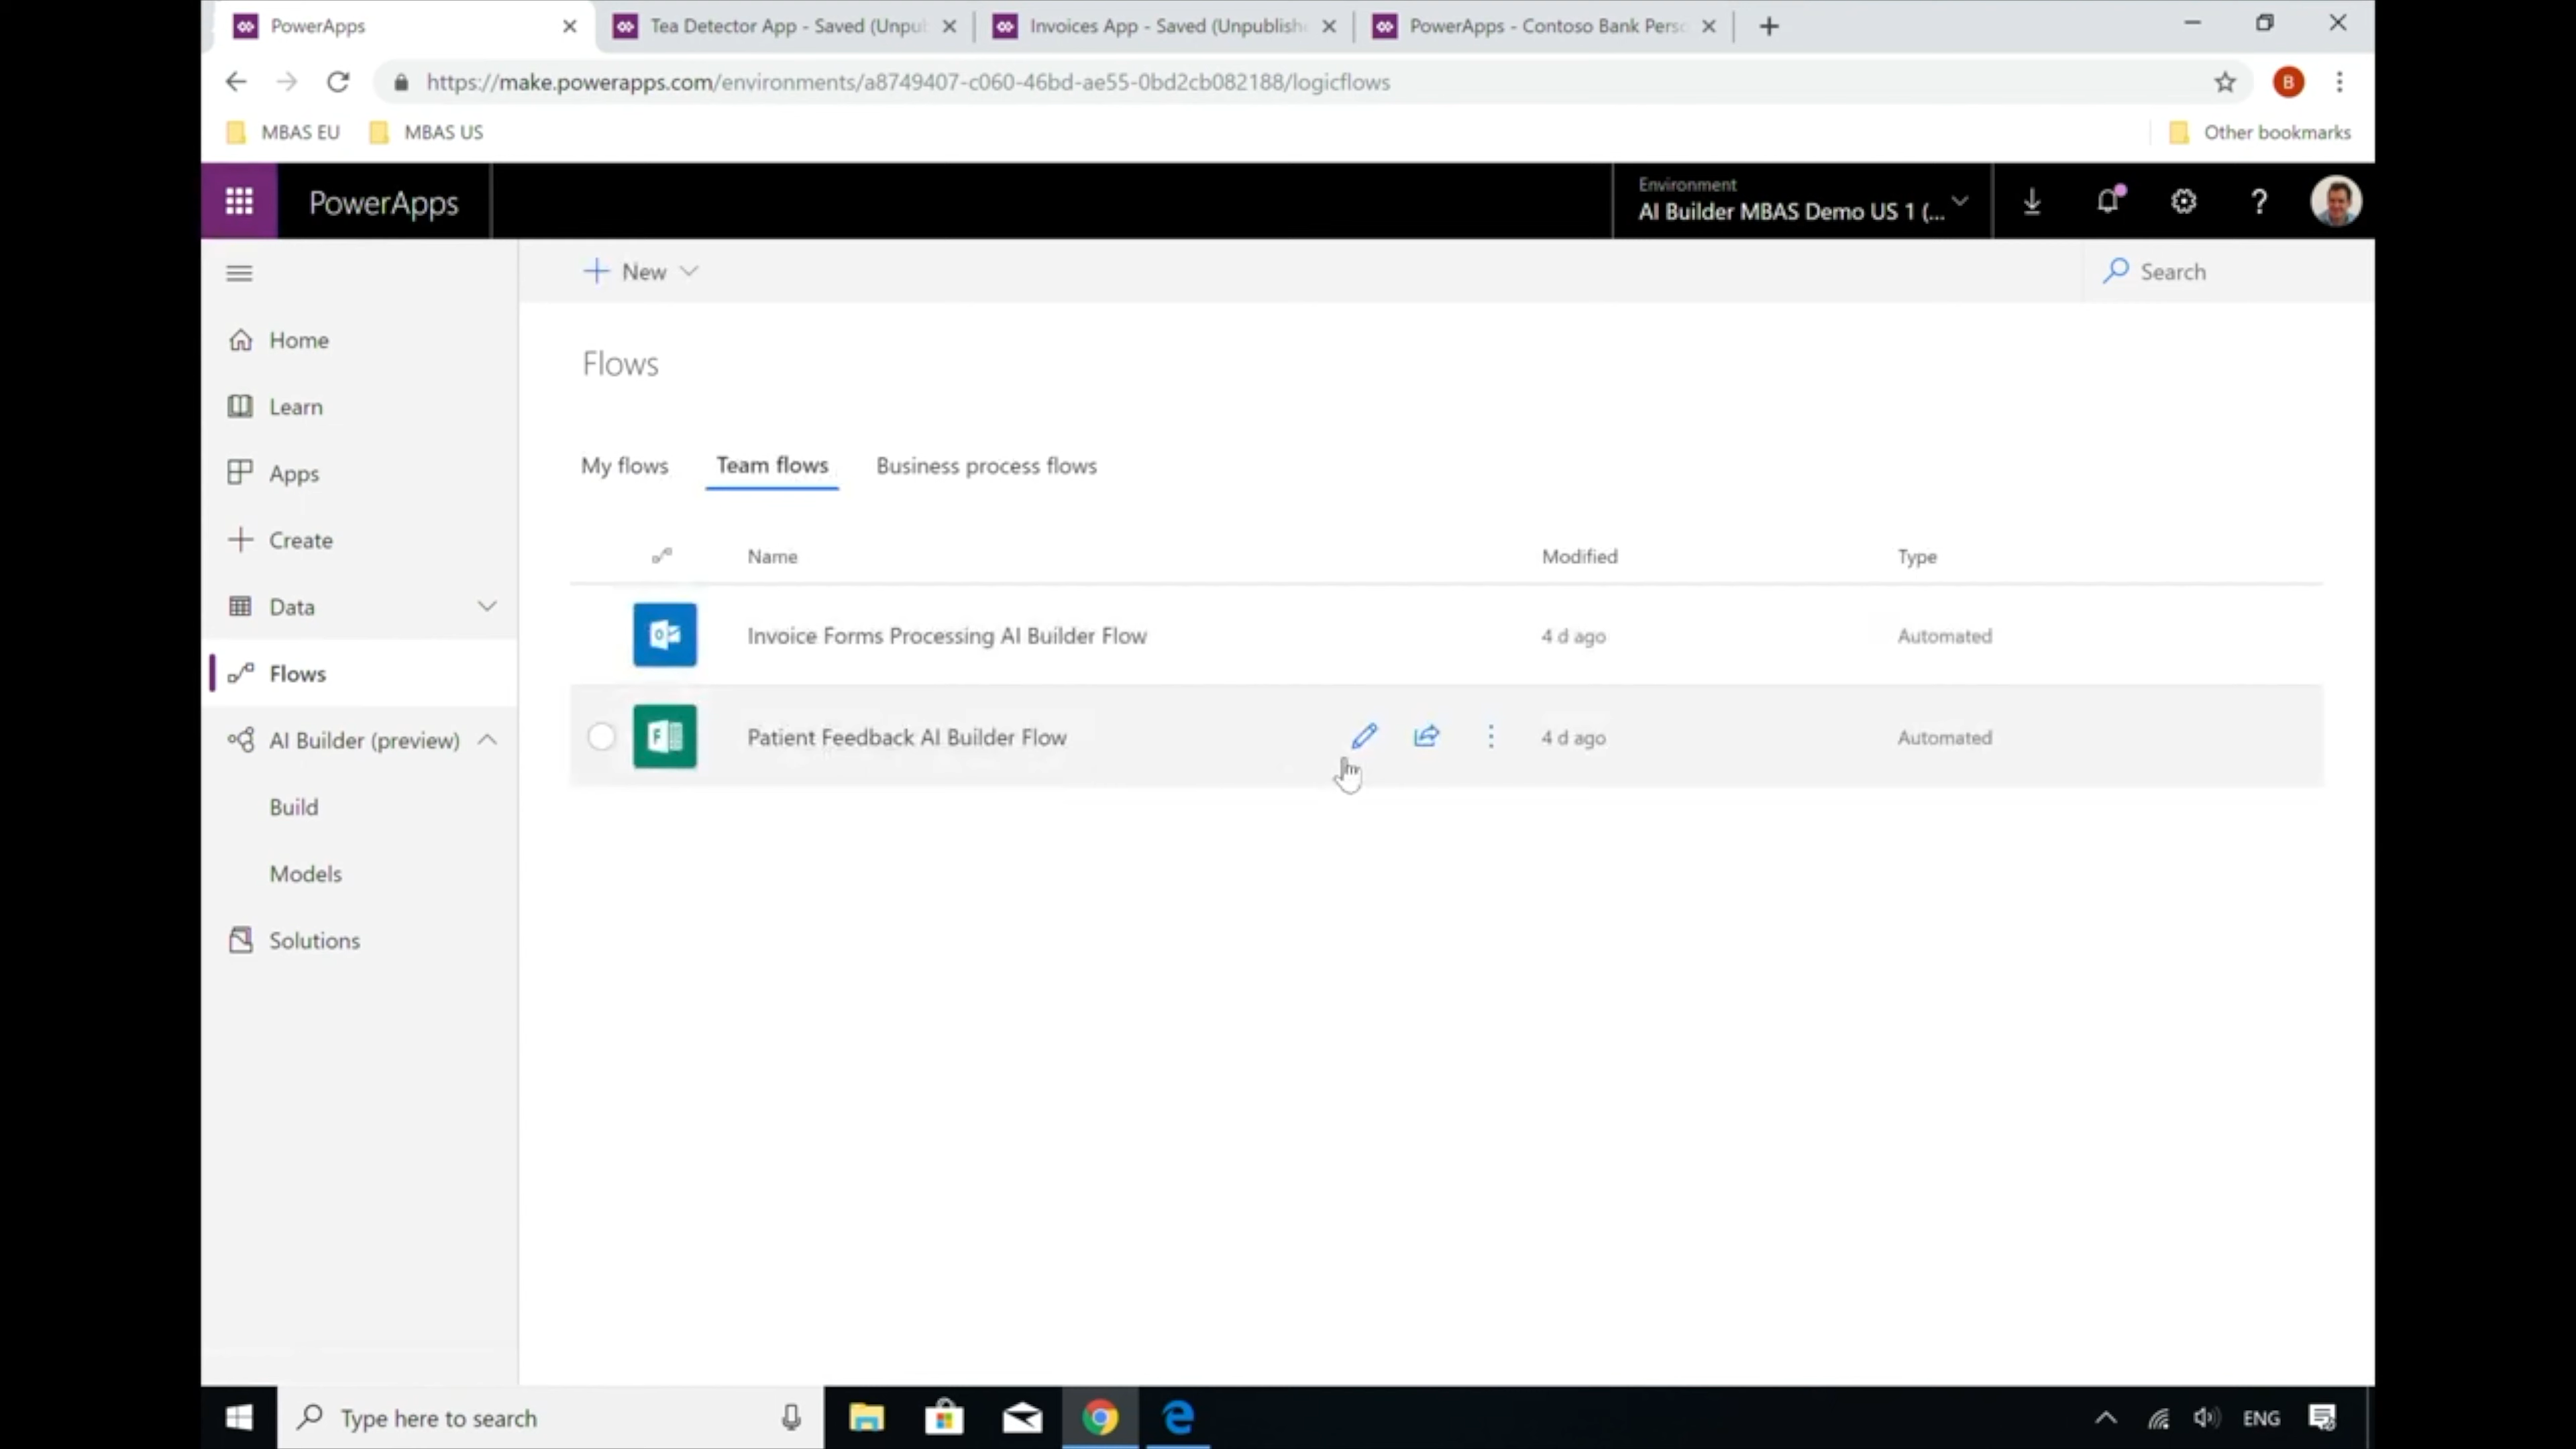 PowerApps
Tea Detector App - Saved (Unpub
Invoices App - Saved (Unpublish
PowerApps - Contoso Bank Perso
https://make.powerapps.com/environments/a8749407-c060-46bd-ae55-0bd2cb082188/logicflows
B
MBAS EU
MBAS US
Other bookmarks
PowerApps
Environment
AI Builder MBAS Demo US 1 (...
?
New
Search
Home
Learn
Apps
Create
Data
Flows
AI Builder (preview)
Build
Models
Solutions
Flows
My flows
Team flows
Business process flows
Name
Modified
Type
Invoice Forms Processing AI Builder Flow
4 d ago
Automated
F
Patient Feedback AI Builder Flow
4 d ago
Automated
Type here to search
ENG